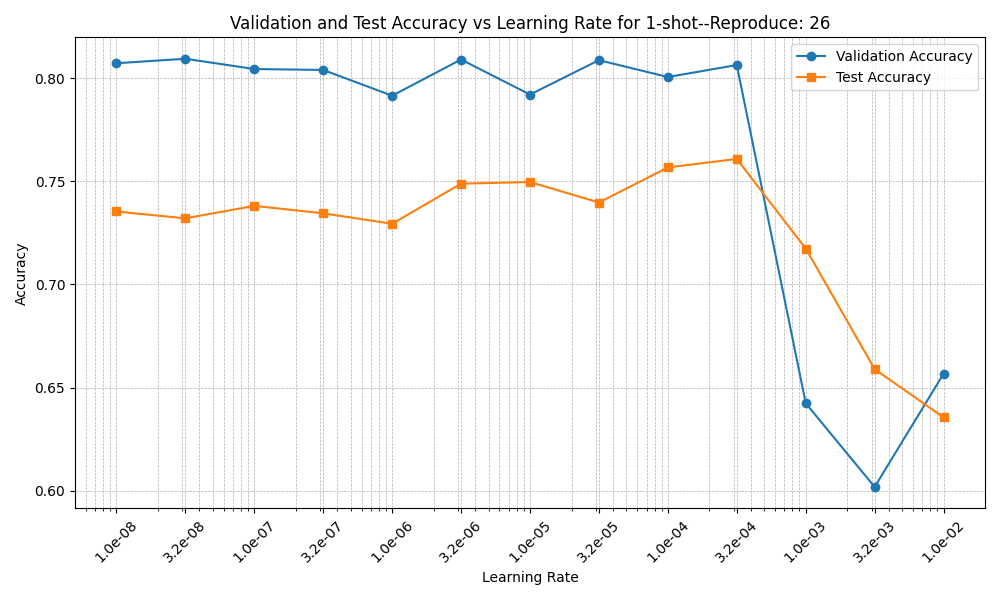 Validation and Test Accuracy vs Learning Rate for 1-shot--Reproduce: 26
Validation Accuracy
Test Accuracy
Accuracy
0.80
0.75
0.70
0.65
0.60
1.0e-08
3.2e-08
1.0e-07
3.2e-07
1.0e-06
3.2e-06
1.0e-05
3.2e-05
1.0e-04
3.2e-04
1.0e-03
3.2e-03
1.0e-02
Learning Rate